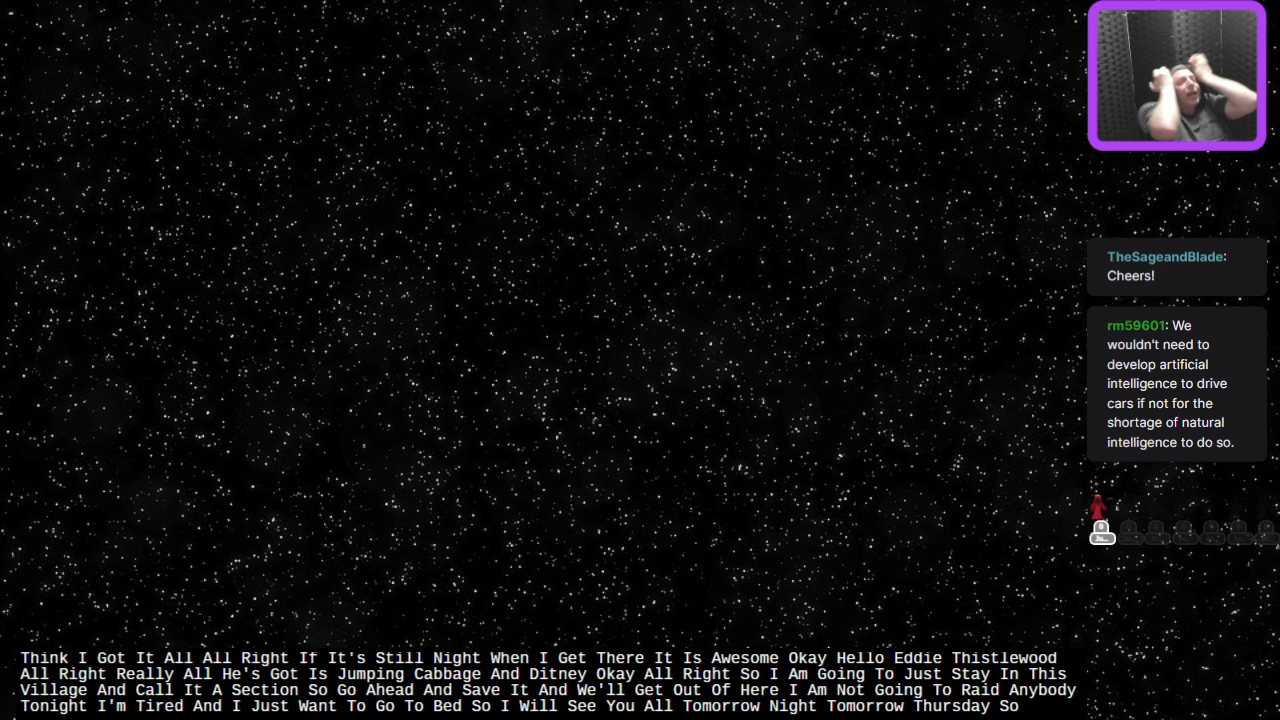 TheSageandBlade:
Cheers!
rm59601: We
wouldn't need to
develop artificial
intelligence to drive
cars if not for the
shortage of natural
intelligence to do so.
Think I Got It All All Right If It's Still Night When I Get There It Is Awesome Okay Hello Eddie Thistlewood
All Right Really All He's Got Is Jumping Cabbage And Ditney Okay All Right So I Am Going To Just Stay In This
Village And Call It A Section So Go Ahead And Save It And We'll Get Out Of Here I Am Not Going To Raid Anybody
Tonight I'm Tired And I Just Want To Go To Bed So I Will See You All Tomorrow Night Tomorrow Thursday So